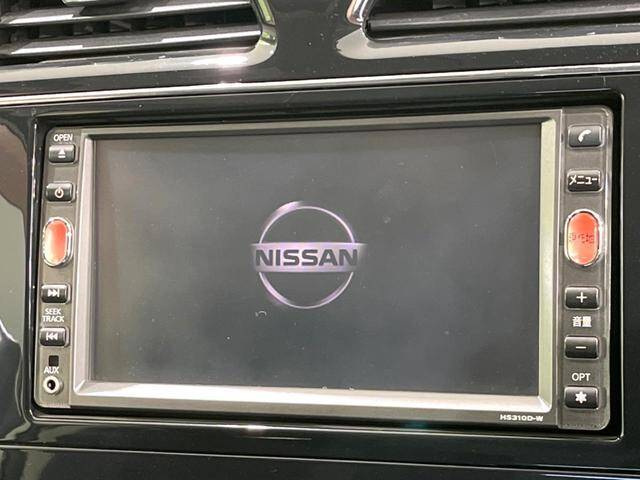 OPEN
メニュー
NISSAN
SEEK
TRACK
音量
AUX
OPT
HS310D-W